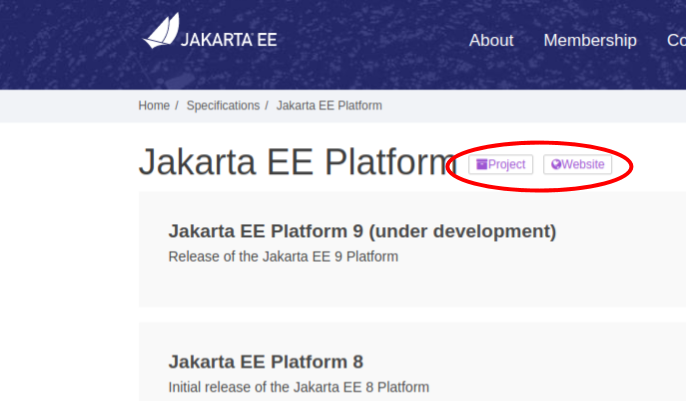 JAKARTA EE
About Membership Co
Home / Specifications / Jakarta EE Platform
Jakarta EE Platform Project Website
Jakarta EE Platform 9 (under development)
Release of the Jakarta EE 9 Platform
Jakarta EE Platform 8
Initial release of the Jakarta EE 8 Platform